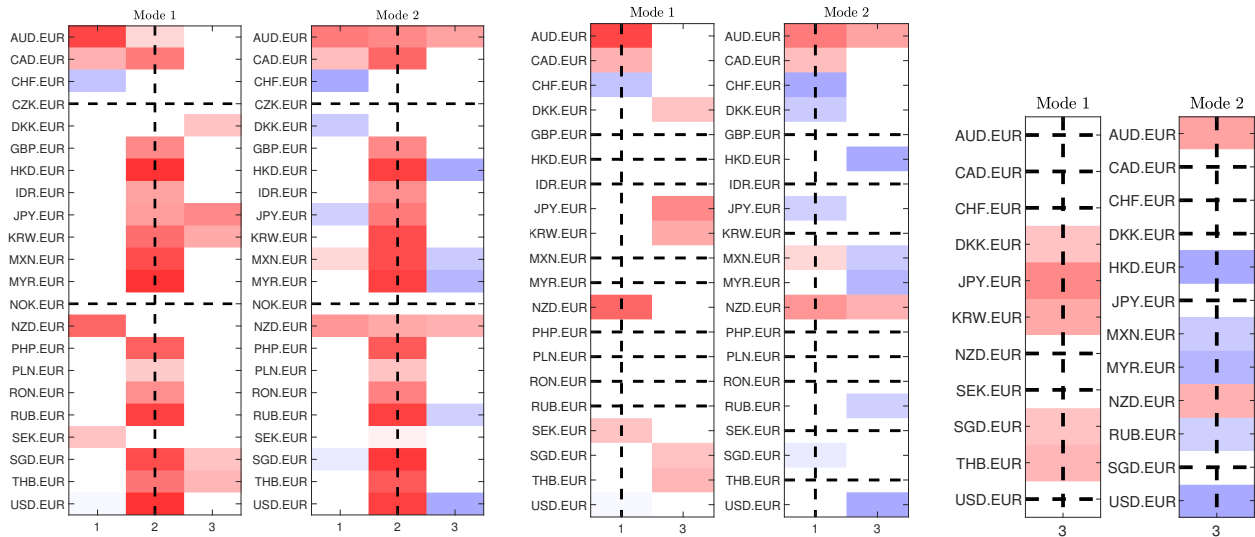 Mode 1
AUD.EUR
CAD.EUR
CHF.EUR
CZK.EUR
DKK.EUR
GBP.EUR
HKD.EUR
IDR.EUR
JPY.EUR
KRW.EUR
MXN.EUR
MYR.EUR
NOK.EUR
NZD.EUR
PHP.EUR
PLN.EUR
RON.EUR
RUB.EUR
SEK.EUR
SGD.EUR
THB.EUR
USD.EUR
1 2 3
Mode 2
AUD.EUR
CAD.EUR
CHF.EUR
CZK.EUR
DKK.EUR
GBP.EUR
HKD.EUR
IDR.EUR
JPY.EUR
KRW.EUR
MXN.EUR
MYR.EUR
NOK.EUR
NZD.EUR
PHP.EUR
PLN.EUR
RON.EUR
RUB.EUR
SEK.EUR
SGD.EUR
THB.EUR
USD.EUR
1 2 3
Mode 1
AUD.EUR
CAD.EUR
CHF.EUR
DKK.EUR
GBP.EUR
HKD.EUR
IDR.EUR
JPY.EUR
KRW.EUR
MXN.EUR
MYR.EUR
NZD.EUR
PHP.EUR
PLN.EUR
RON.EUR
RUB.EUR
SEK.EUR
SGD.EUR
THB.EUR
USD.EUR
1 3
Mode 2
AUD.EUR
CAD.EUR
CHF.EUR
DKK.EUR
GBP.EUR
HKD.EUR
IDR.EUR
JPY.EUR
KRW.EUR
MXN.EUR
MYR.EUR
NZD.EUR
PHP.EUR
PLN.EUR
RON.EUR
RUB.EUR
SEK.EUR
SGD.EUR
THB.EUR
USD.EUR
1 3
Mode 1
AUD.EUR
CAD.EUR
CHF.EUR
DKK.EUR
JPY.EUR
KRW.EUR
NZD.EUR
SEK.EUR
SGD.EUR
THB.EUR
USD.EUR
3
Mode 2
AUD.EUR
CAD.EUR
CHF.EUR
DKK.EUR
HKD.EUR
JPY.EUR
MXN.EUR
MYR.EUR
NZD.EUR
RUB.EUR
SGD.EUR
USD.EUR
3